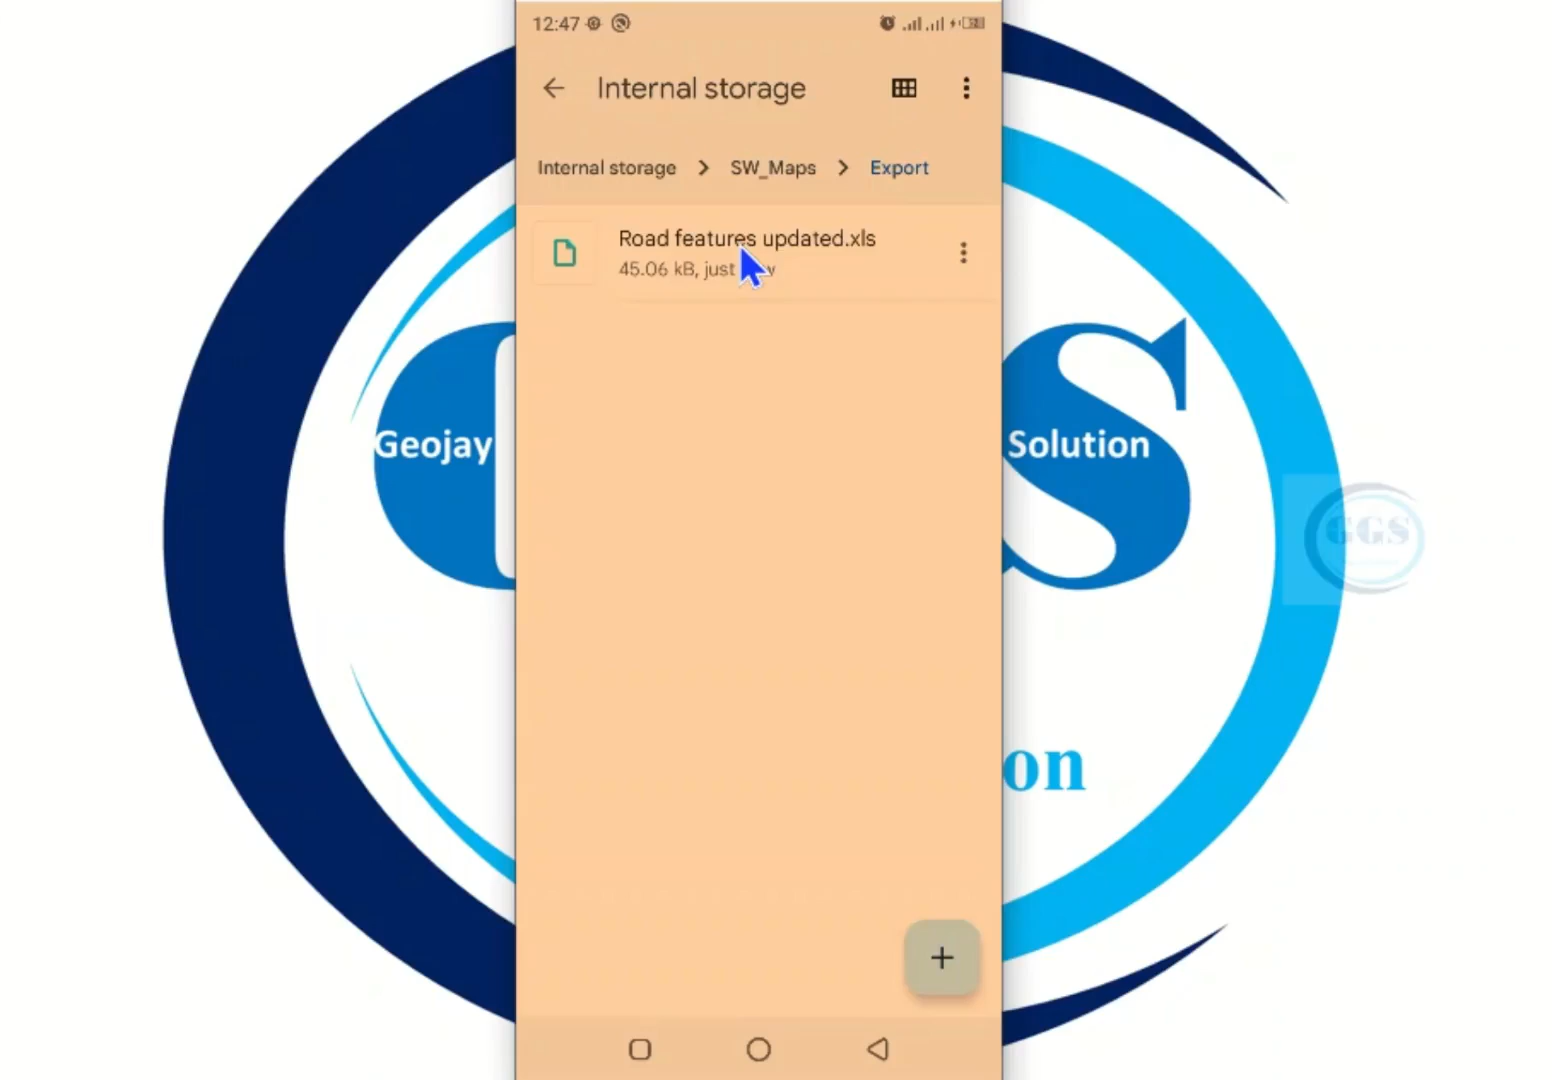 12:47
Internal storage
Internal storage > SW_Maps > Export
Road features updated.xls
45.06 kB, just
Geojay
Solution
GGS
on